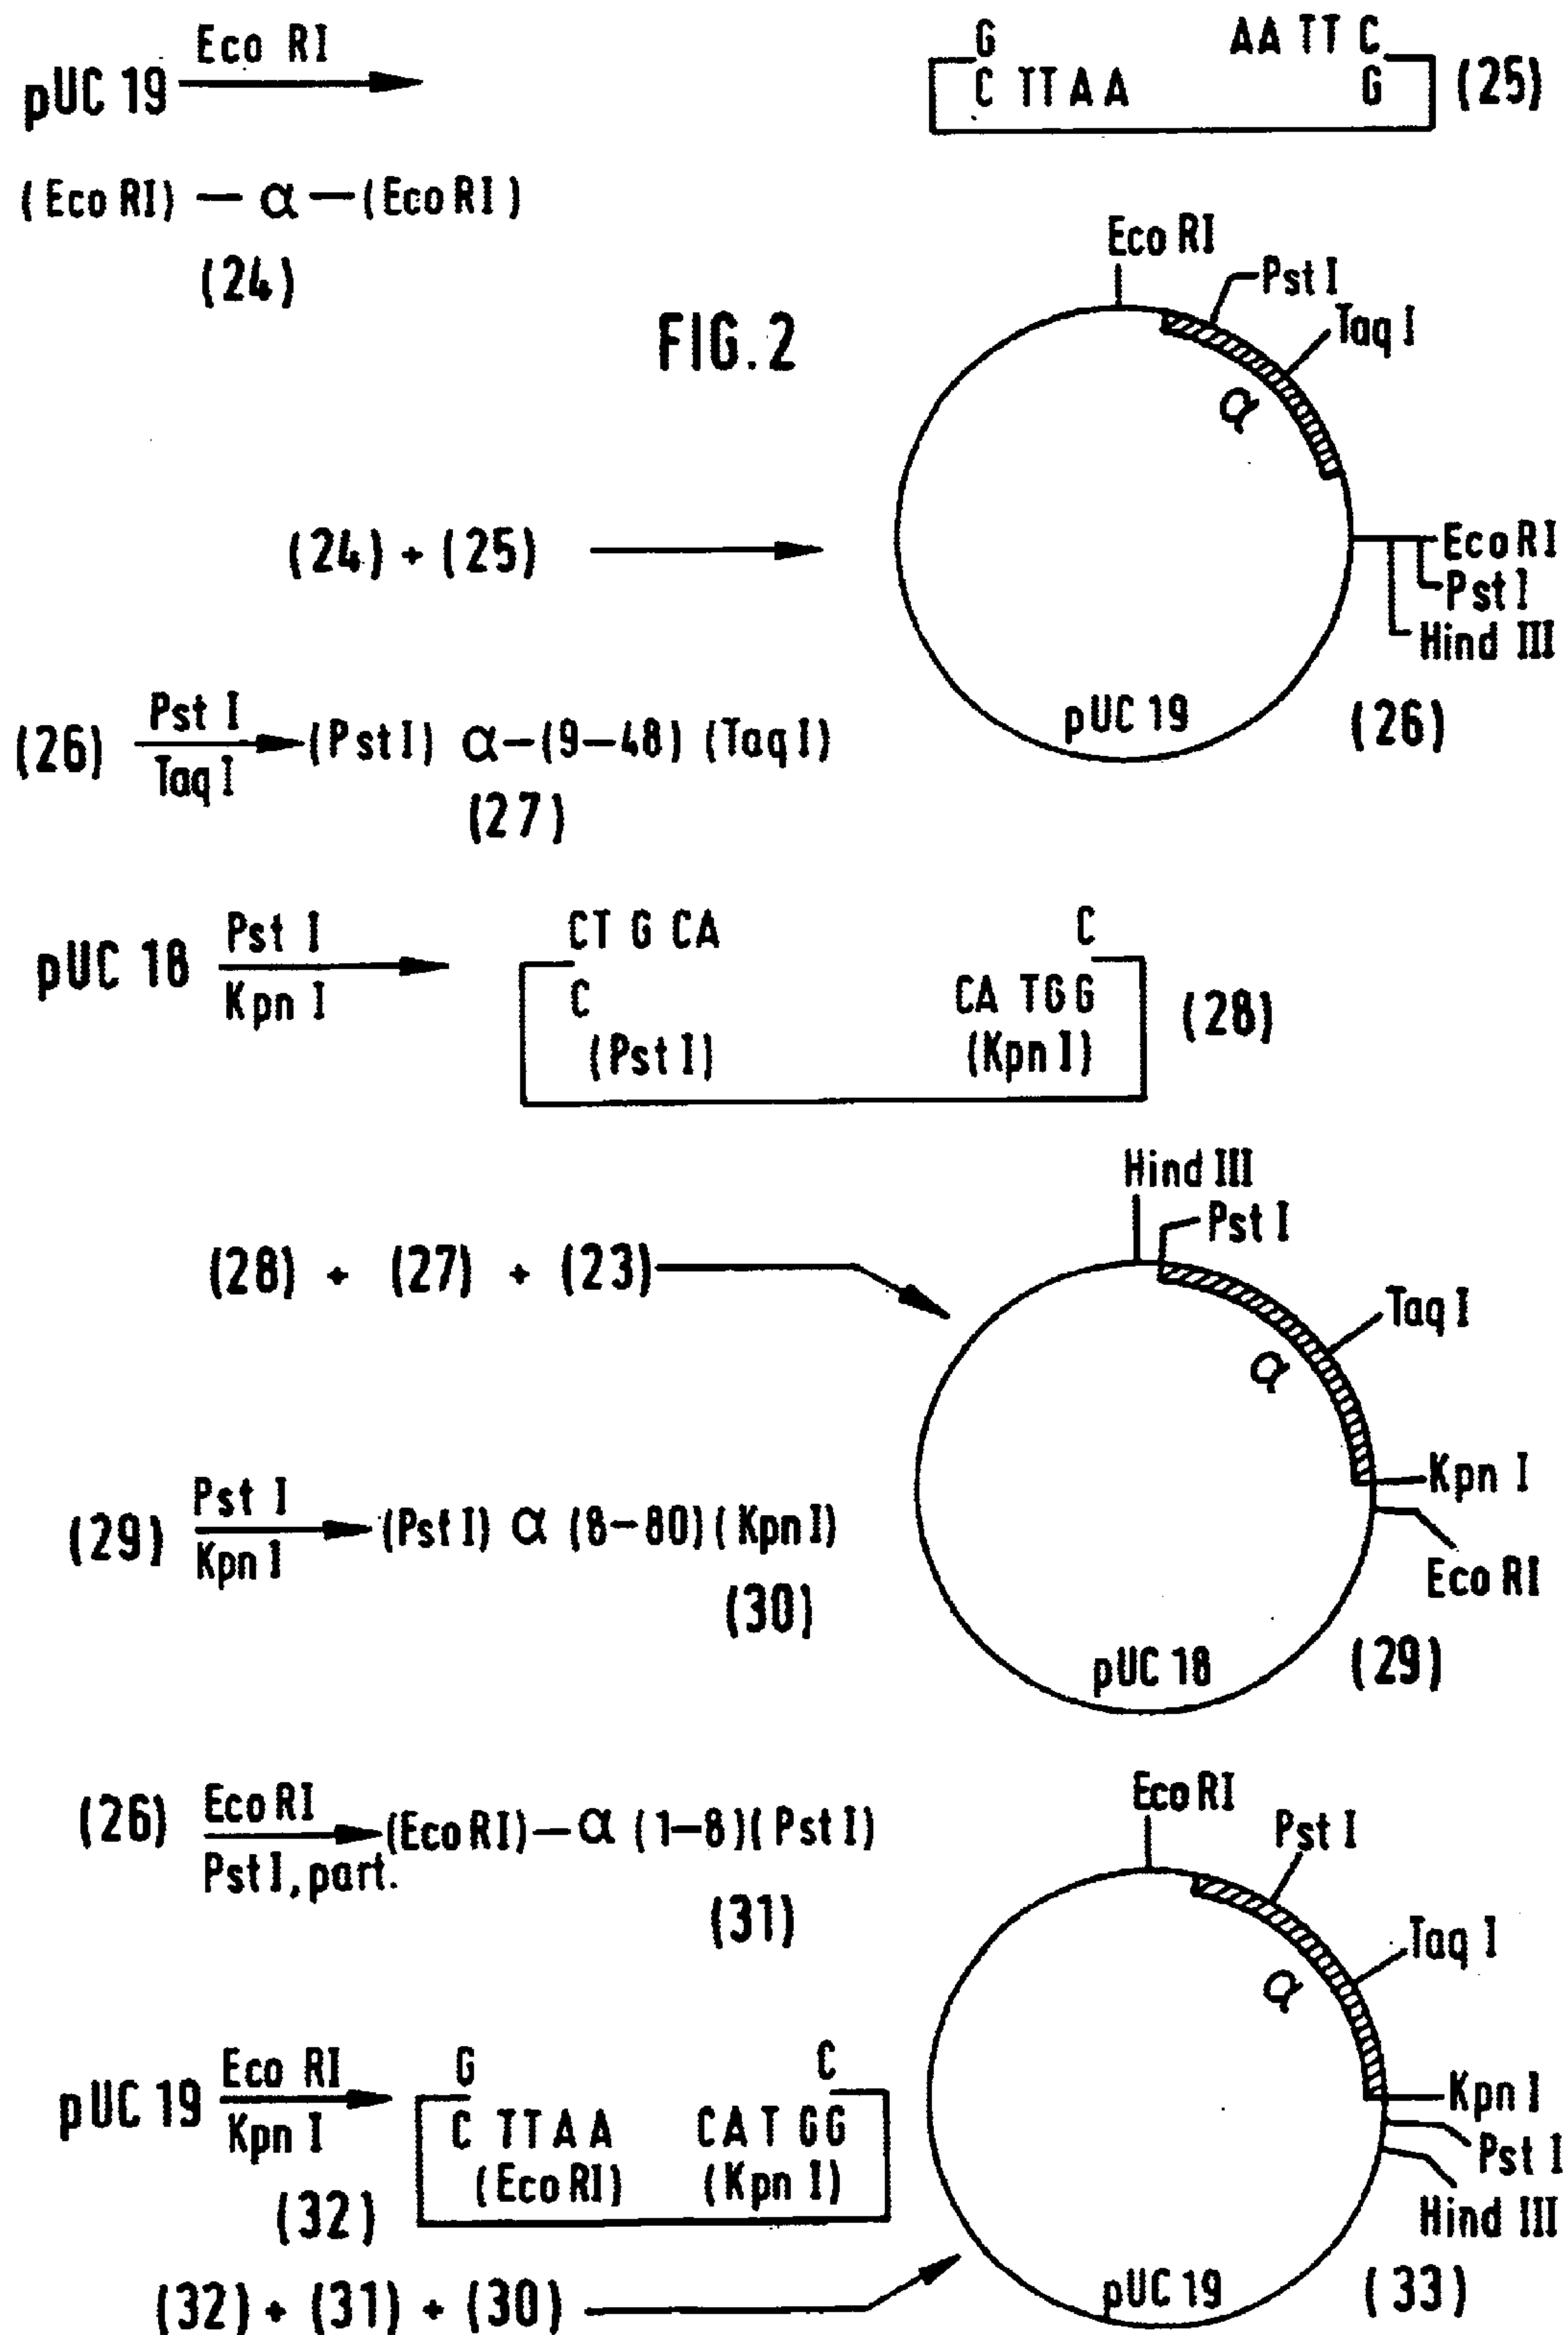 pUC 19 Eco RI
G AA TT C
C TT A A G (25)
(Eco RI) — α — (Eco RI)
(24)
FIG. 2
Eco RI
Pst I
Taq I
α
Eco RI
Pst I
Hind III
pUC 19
(26)
(24) + (25)
(26) Pst I
Taq I
(Pst I) α-(9-48) (Taq I)
(27)
pUC 18 Pst I
Kpn I
CT G CA C
C CA TGG
(Pst I) (Kpn I)
(28)
(28) + (27) + (23)
Hind III
Pst I
Taq I
α
Kpn I
Eco RI
pUC 18
(29)
(29) Pst I
Kpn I
(Pst I) α (8-80) (Kpn I)
(30)
(26) Eco RI
Pst I, part.
(Eco RI)-α (1-8)(Pst I)
(31)
pUC 19 Eco RI
Kpn I
G C
C TTAA CAT GG
(Eco RI) (Kpn I)
(32)
(32) + (31) + (30)
Eco RI
Pst I
Taq I
α
Kpn I
Pst I
Hind III
pUC 19
(33)